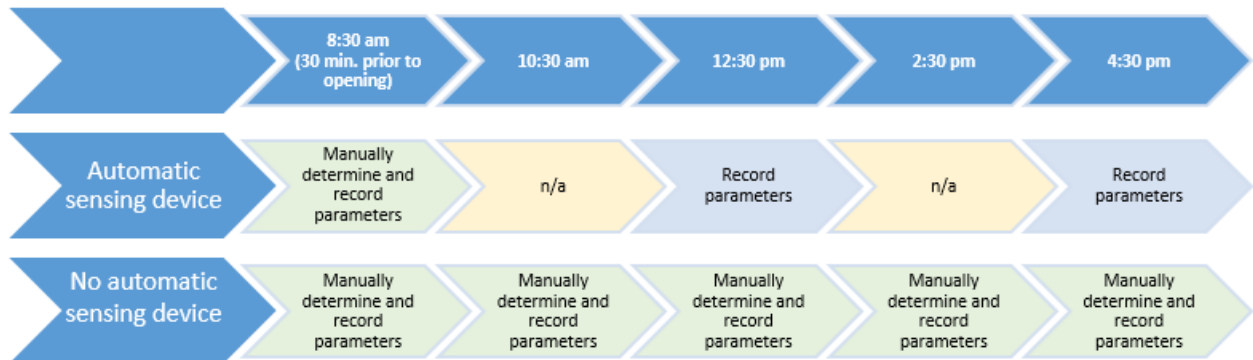 8:30 am
(30 min. prior to
opening)
10:30 am
12:30 pm
2:30 pm
4:30 pm
Automatic
sensing device
Manually
determine and
record
parameters
n/a
Record
parameters
n/a
Record
parameters
No automatic
sensing device
Manually
determine and
record
parameters
Manually
determine and
record
parameters
Manually
determine and
record
parameters
Manually
determine and
record
parameters
Manually
determine and
record
parameters